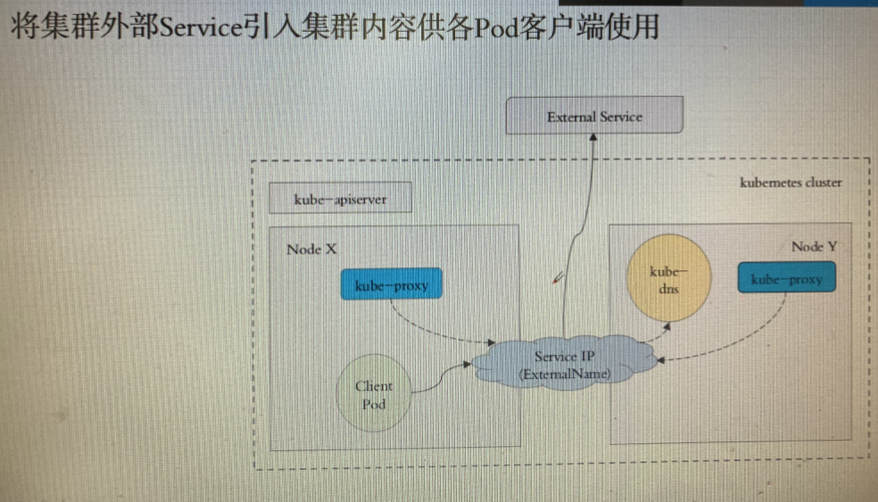 将集群外部Service引入集群内容供各Pod客户端使用
External Service
kubernetes cluster
kube-apiserver
Node X
kube-proxy
Client
Pod
Service IP
(ExternalName)
kube-
dns
Node Y
kube-proxy